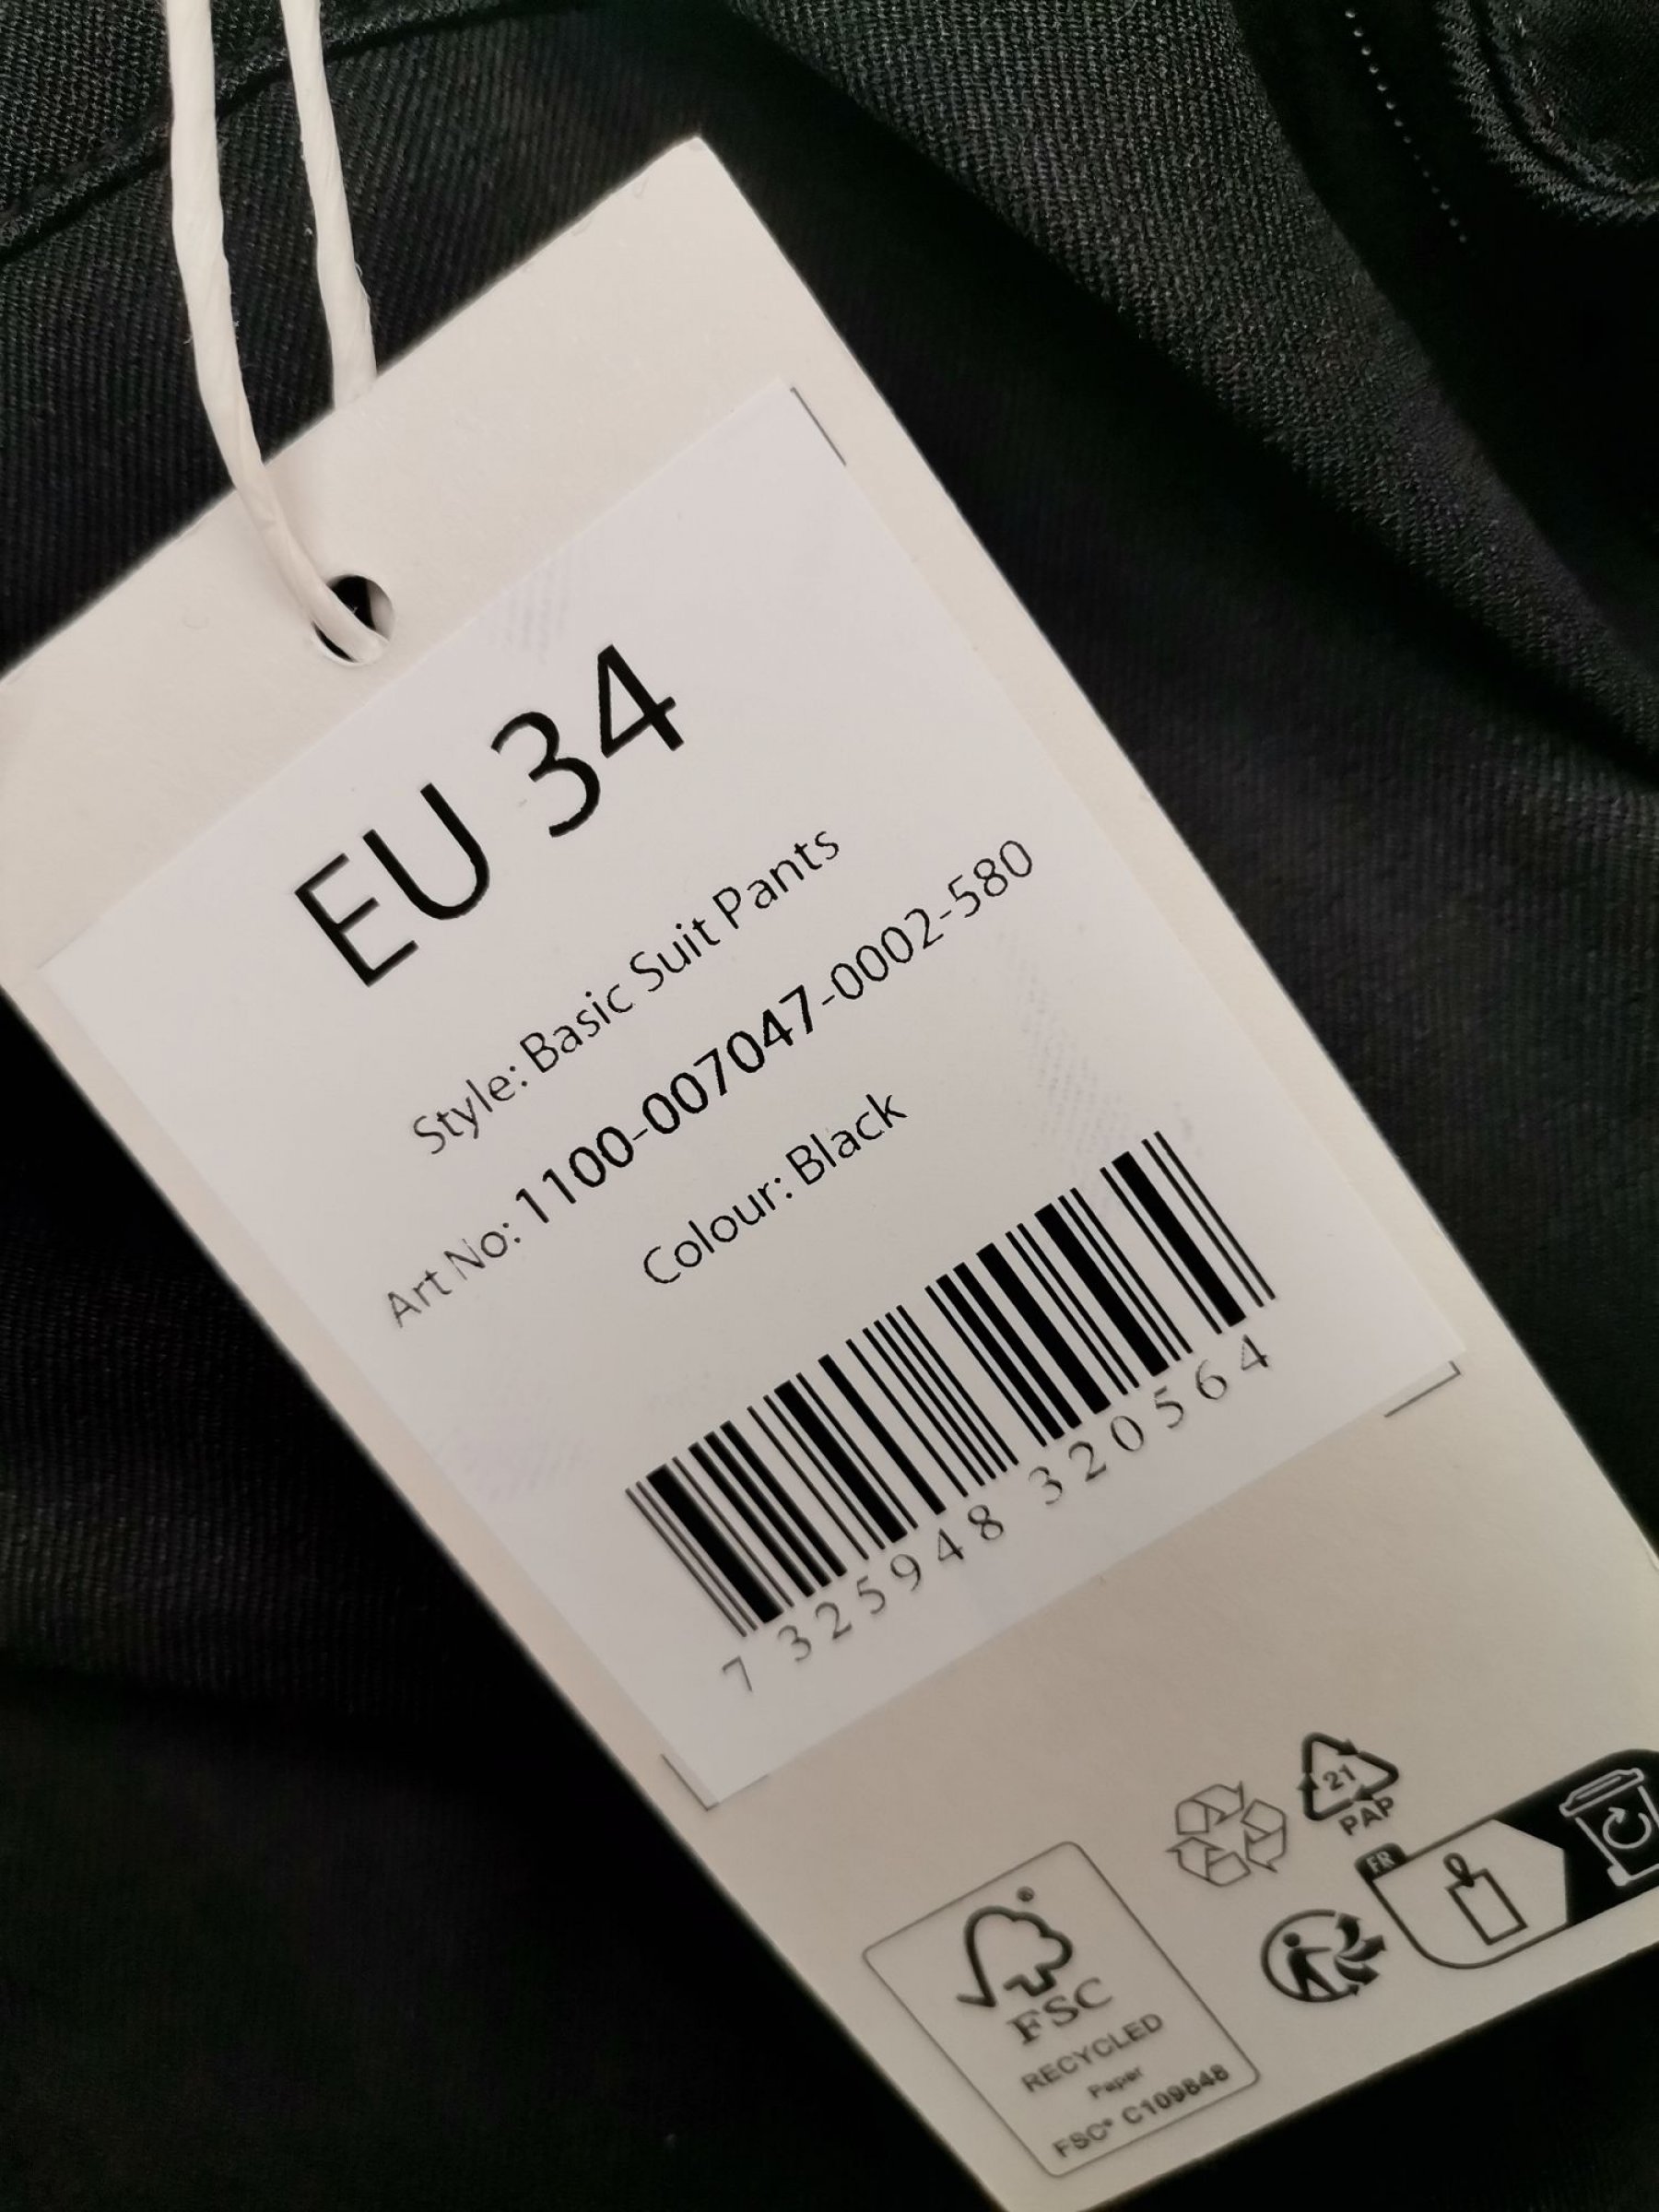 EU 34
Style: Basic Suit Pants
Art No: 1100-007047-0002-580
Colour: Black
7 325948 320564
21
PAP
FR
FSC
RECYCLED
Paper
FSC® C109848